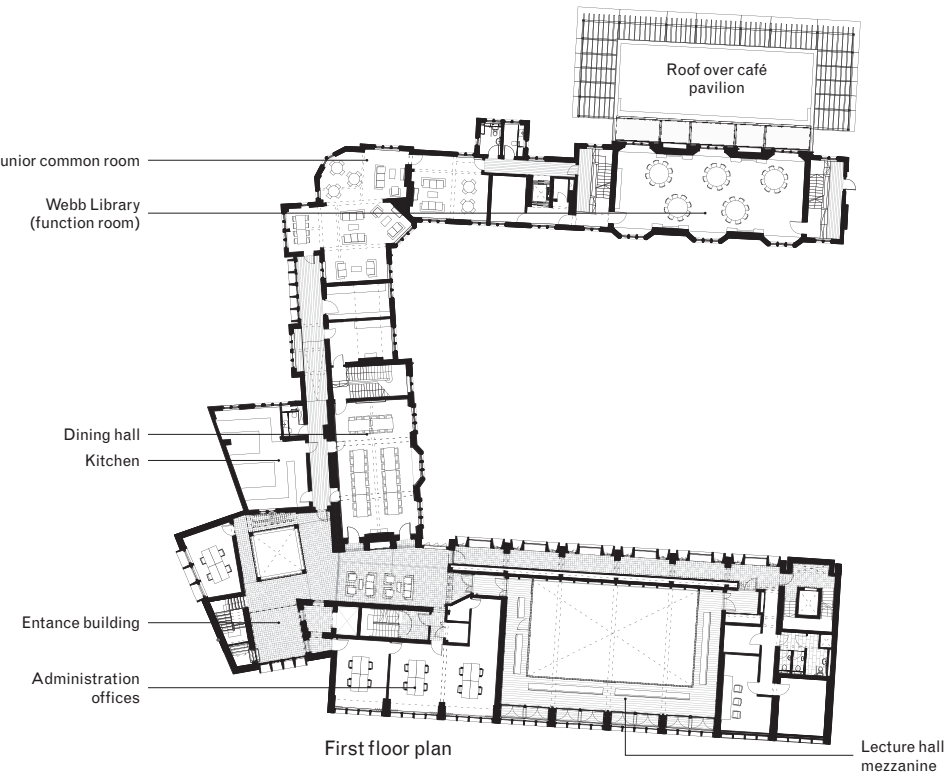 Roof over café
pavilion
unior common room
Webb Library
(function room)
Dining hall
Kitchen
Entance building
Administration
offices
First floor plan
Lecture hall
mezzanine